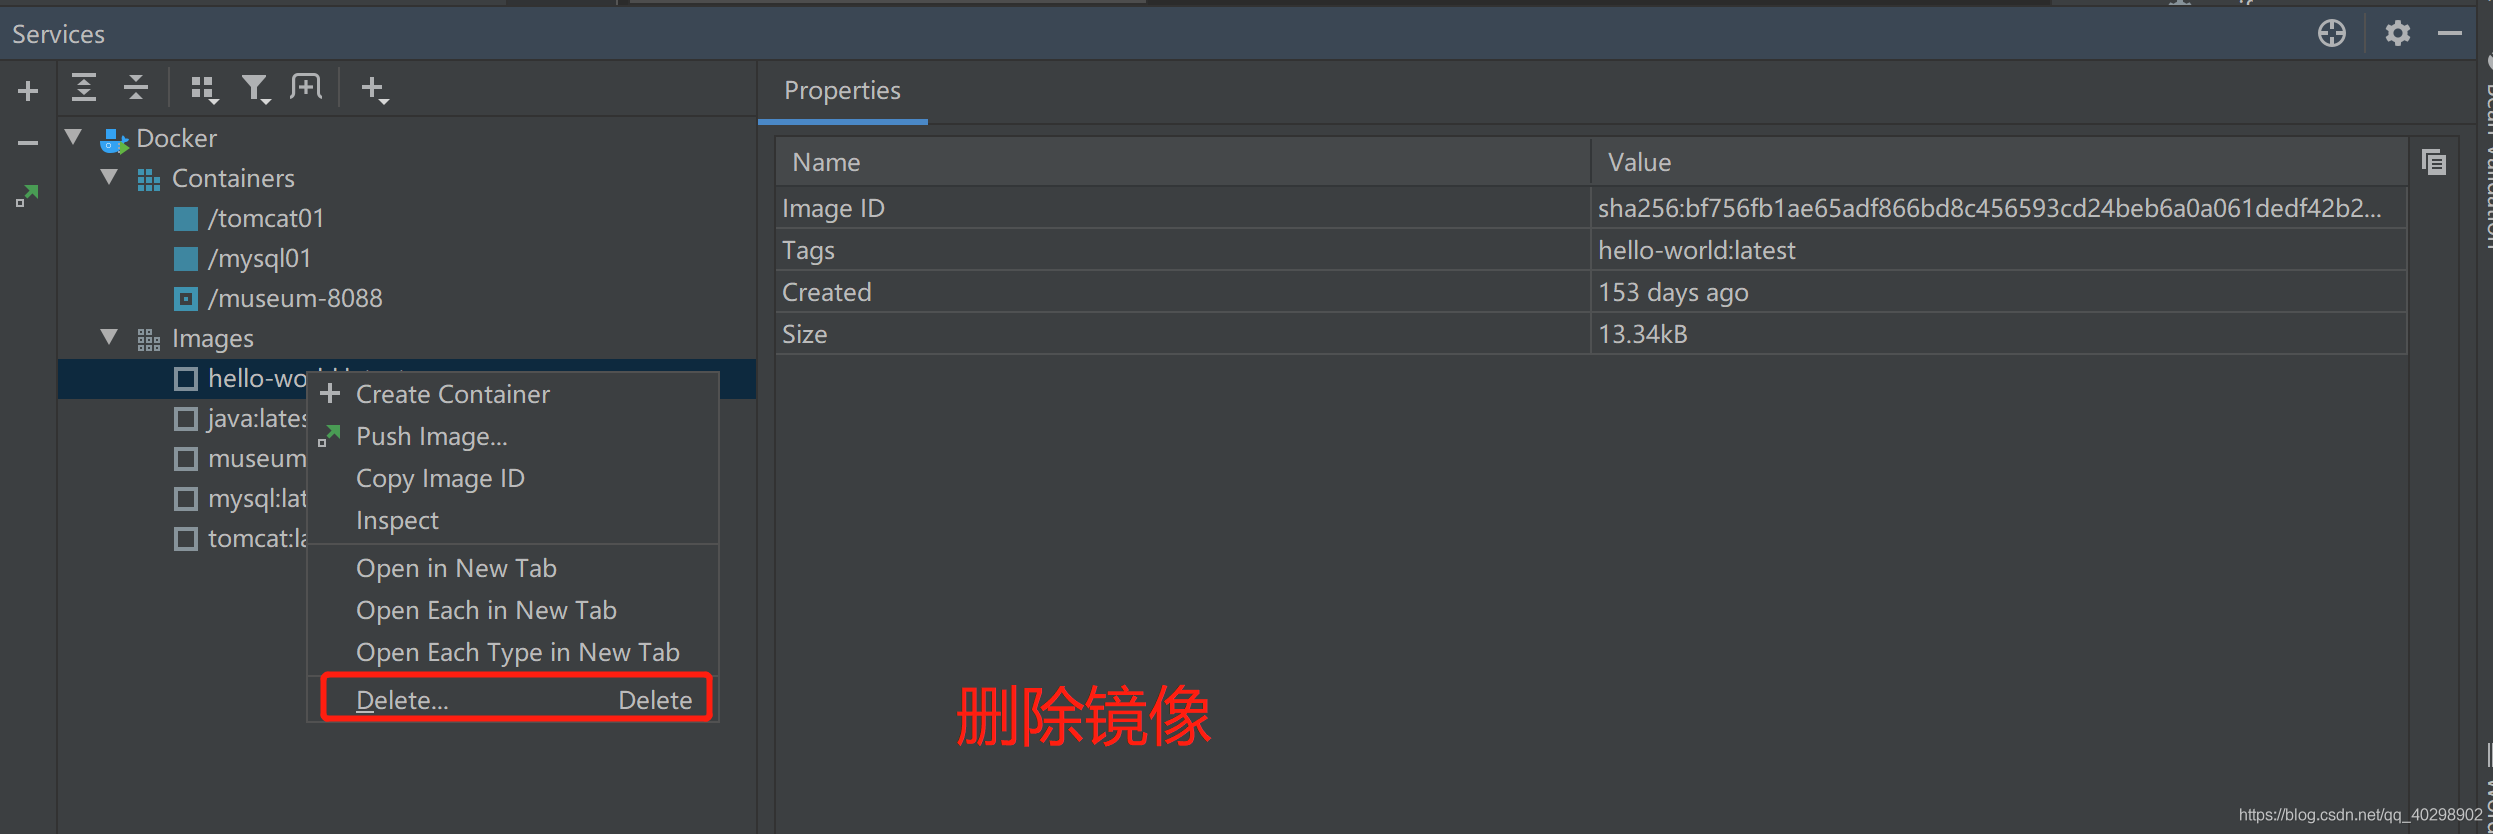 Services
Properties
Docker
Containers
/tomcat01
/mysql01
/museum-8088
Images
hello-wo
java:lates
museum
mysql:lat
tomcat:la
Create Container
Push Image...
Copy Image ID
Inspect
Open in New Tab
Open Each in New Tab
Open Each Type in New Tab
Delete... Delete
Name Value
Image ID sha256:bf756fb1ae65adf866bd8c456593cd24beb6a0a061dedf42b2...
Tags hello-world:latest
Created 153 days ago
Size 13.34kB
删除镜像
Bean Validation
https://blog.csdn.net/qq_40298902